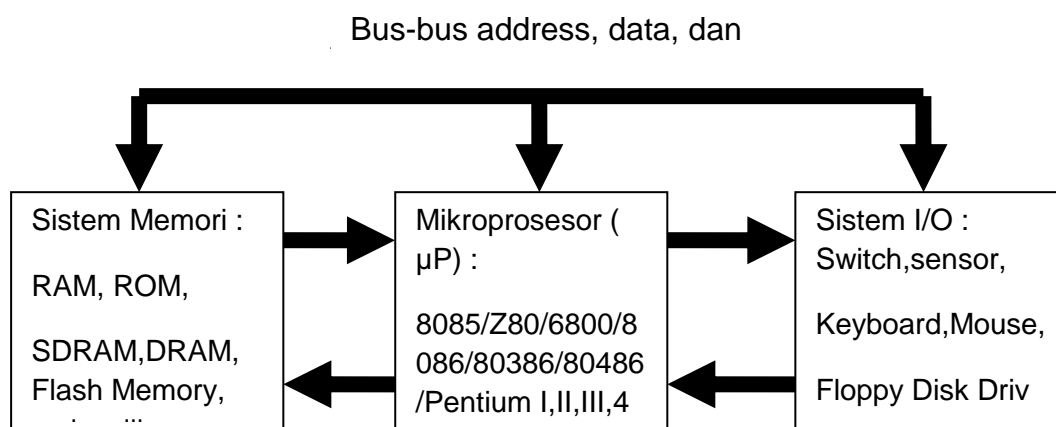 Bus-bus address, data, dan
Sistem Memori :
RAM, ROM,
SDRAM,DRAM,
Flash Memory,
Mikroprosesor (
µP) :
8085/Z80/6800/8
086/80386/80486
/Pentium I,II,III,4
Sistem I/O :
Switch,sensor,
Keyboard,Mouse,
Floppy Disk Driv